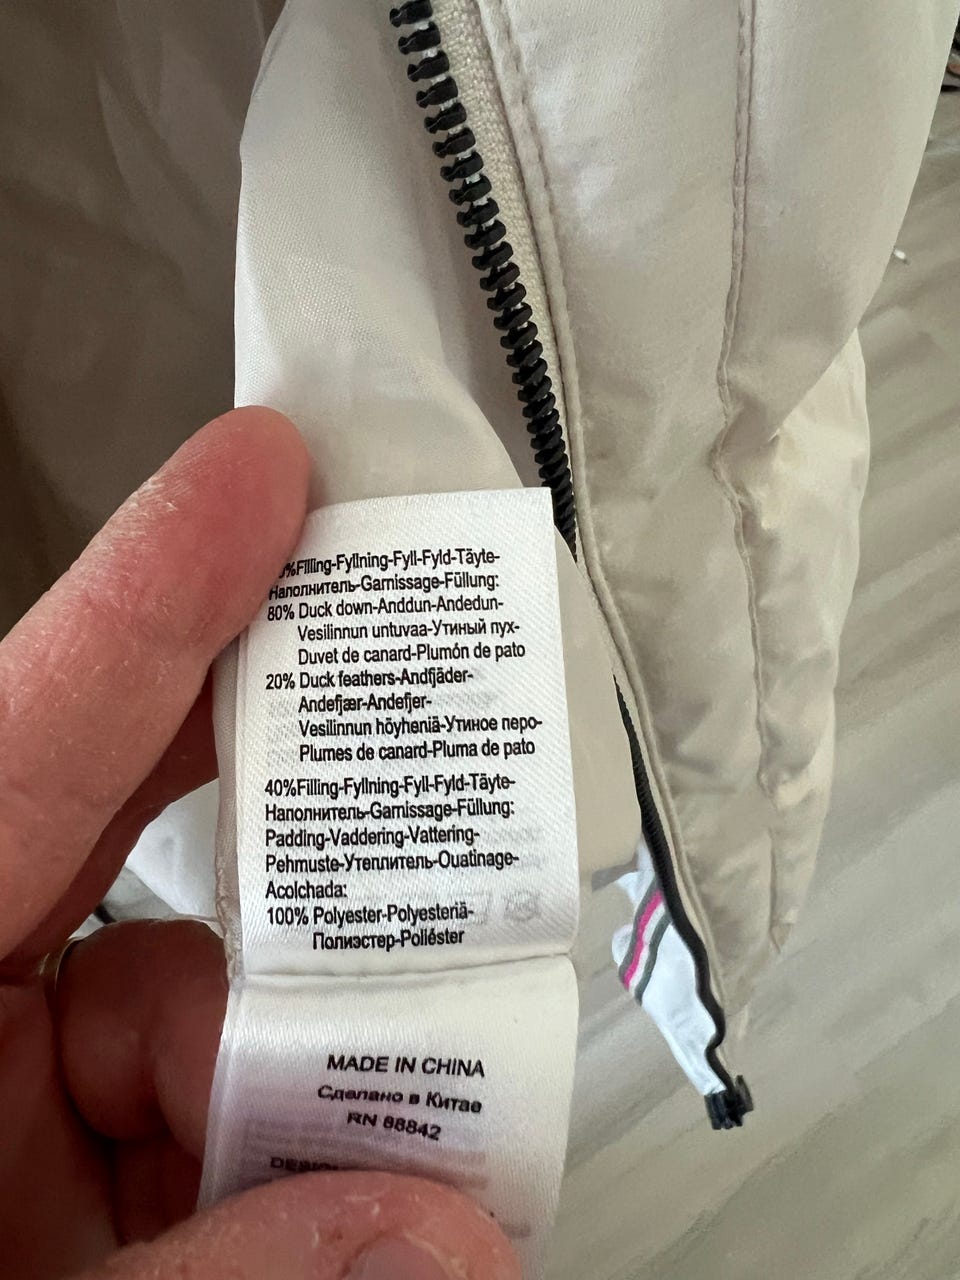 %Filling-Fyllning-Fyll-Fyld-Täyte-
Наполнитель-Garnissage-Füllung:
80% Duck down-Anddun-Andedun-
Vesilinnun untuvaa-Утиный пух-
Duvet de canard-Plumón de pato
20% Duck feathers-Andfjäder-
Andefjær-Andefjer-
Vesilinnun höyheniä-Утиное перо-
Plumes de canard-Pluma de pato
40%Filling-Fyllning-Fyll-Fyld-Täyte-
Наполнитель-Garnissage-Füllung:
Padding-Vaddering-Vattering-
Pehmuste-Утеплитель-Ouatinage-
Acolchada:
100% Polyester-Polyesteriä-
Полиэстер-Poliéster
MADE IN CHINA
Сделано в Китае
RN 88842